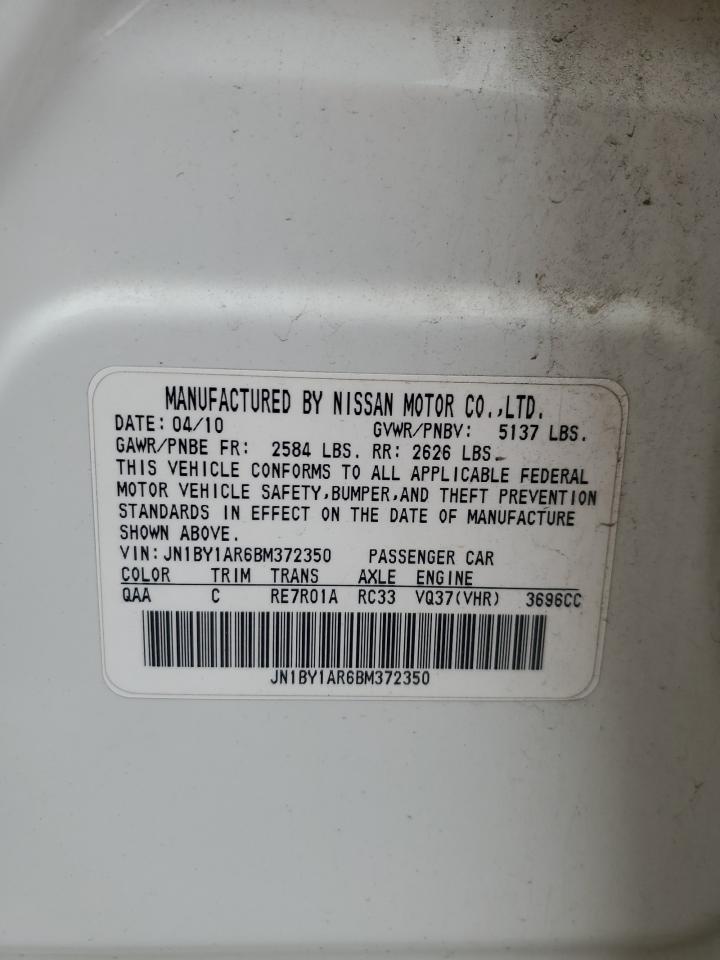 MANUFACTURED BY NISSAN MOTOR CO.,LTD.
DATE: 04/10 GVWR/PNBV: 5137 LBS.
GAWR/PNBE FR: 2584 LBS. RR: 2626 LBS.
THIS VEHICLE CONFORMS TO ALL APPLICABLE FEDERAL
MOTOR VEHICLE SAFETY,BUMPER,AND THEFT PREVENTION
STANDARDS IN EFFECT ON THE DATE OF MANUFACTURE
SHOWN ABOVE.
VIN: JN1BY1AR6BM372350 PASSENGER CAR
COLOR TRIM TRANS AXLE ENGINE
QAA C RE7R01A RC33 VQ37(VHR) 3696CC
JN1BY1AR6BM372350